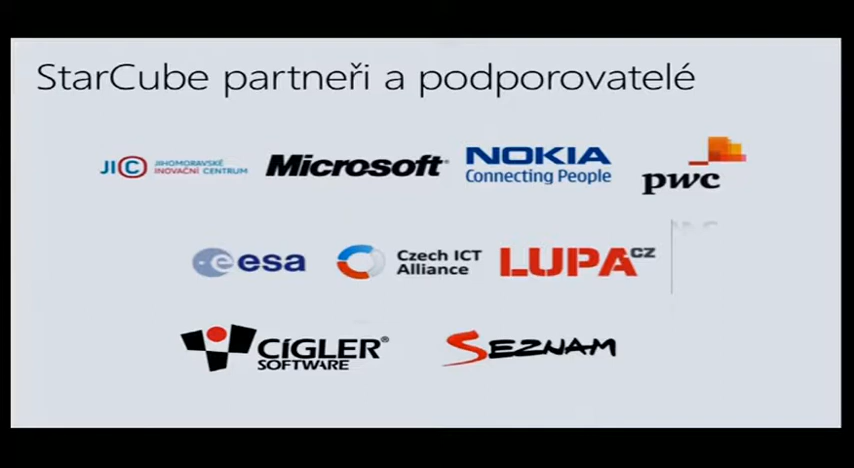 StarCube partneři a podporovatelé
JIC JIHOMORAVSKÉ INOVAČNÍ CENTRUM
Microsoft®
NOKIA
Connecting People
pwc
esa
Czech ICT
Alliance
LUPA CZ
CÍGLER®
SOFTWARE
SEZNAM